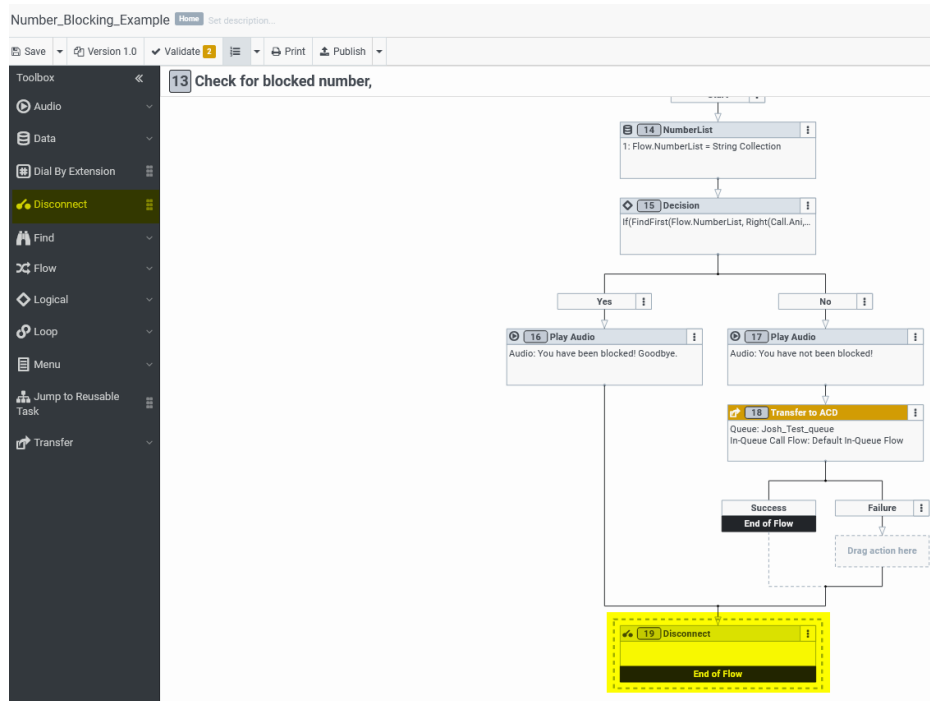 Number_Blocking_Example Home Set description...
Save Version 1.0 Validate 2 Print Publish
Toolbox
Audio
Data
Dial By Extension
Disconnect
Find
Flow
Logical
Loop
Menu
Jump to Reusable
Task
Transfer
13 Check for blocked number,
Start
14 NumberList
1: Flow.NumberList = String Collection
15 Decision
If(FindFirst(Flow.NumberList, Right(Call.Ani,...
Yes
No
16 Play Audio
Audio: You have been blocked! Goodbye.
17 Play Audio
Audio: You have not been blocked!
18 Transfer to ACD
Queue: Josh_Test_queue
In-Queue Call Flow: Default In-Queue Flow
Success
End of Flow
Failure
Drag action here
19 Disconnect
End of Flow